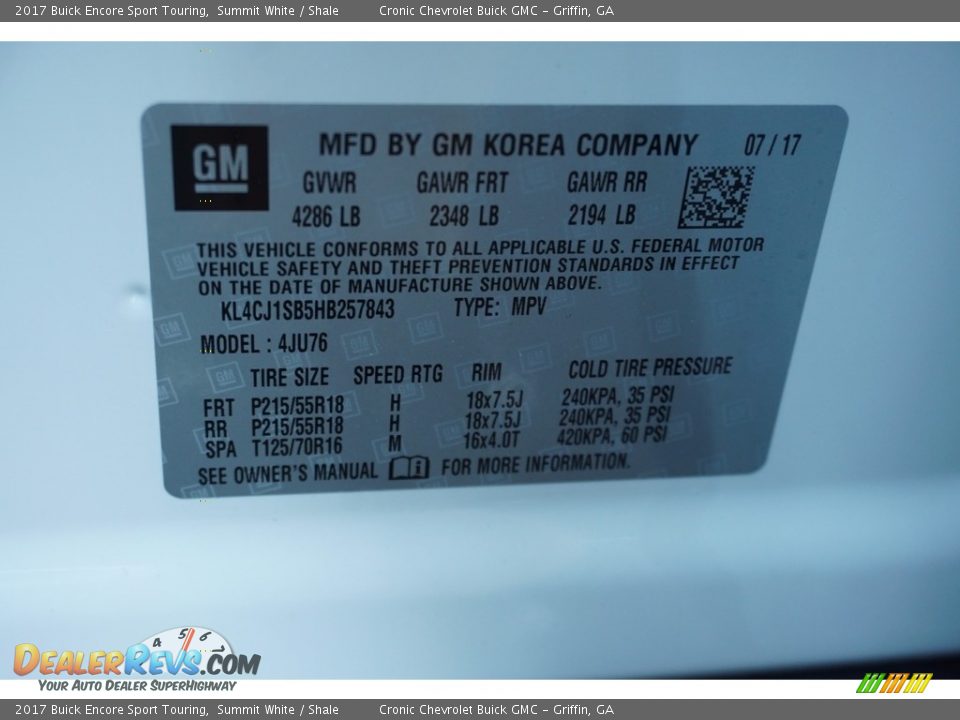 2017 Buick Encore Sport Touring, Summit White / Shale Cronic Chevrolet Buick GMC – Griffin, GA
GM MFD BY GM KOREA COMPANY 07 / 17
GVWR GAWR FRT GAWR RR
4286 LB 2348 LB 2194 LB
THIS VEHICLE CONFORMS TO ALL APPLICABLE U.S. FEDERAL MOTOR
VEHICLE SAFETY AND THEFT PREVENTION STANDARDS IN EFFECT
ON THE DATE OF MANUFACTURE SHOWN ABOVE.
KL4CJ1SB5HB257843 TYPE: MPV
MODEL : 4JU76
TIRE SIZE SPEED RTG RIM COLD TIRE PRESSURE
FRT P215/55R18 H 18x7.5J 240KPA, 35 PSI
RR P215/55R18 H 18x7.5J 240KPA, 35 PSI
SPA T125/70R16 M 16x4.0T 420KPA, 60 PSI
SEE OWNER'S MANUAL FOR MORE INFORMATION.
4 5 6 7
DEALERREVS.COM
YOUR AUTO DEALER SUPERHIGHWAY
2017 Buick Encore Sport Touring, Summit White / Shale Cronic Chevrolet Buick GMC – Griffin, GA